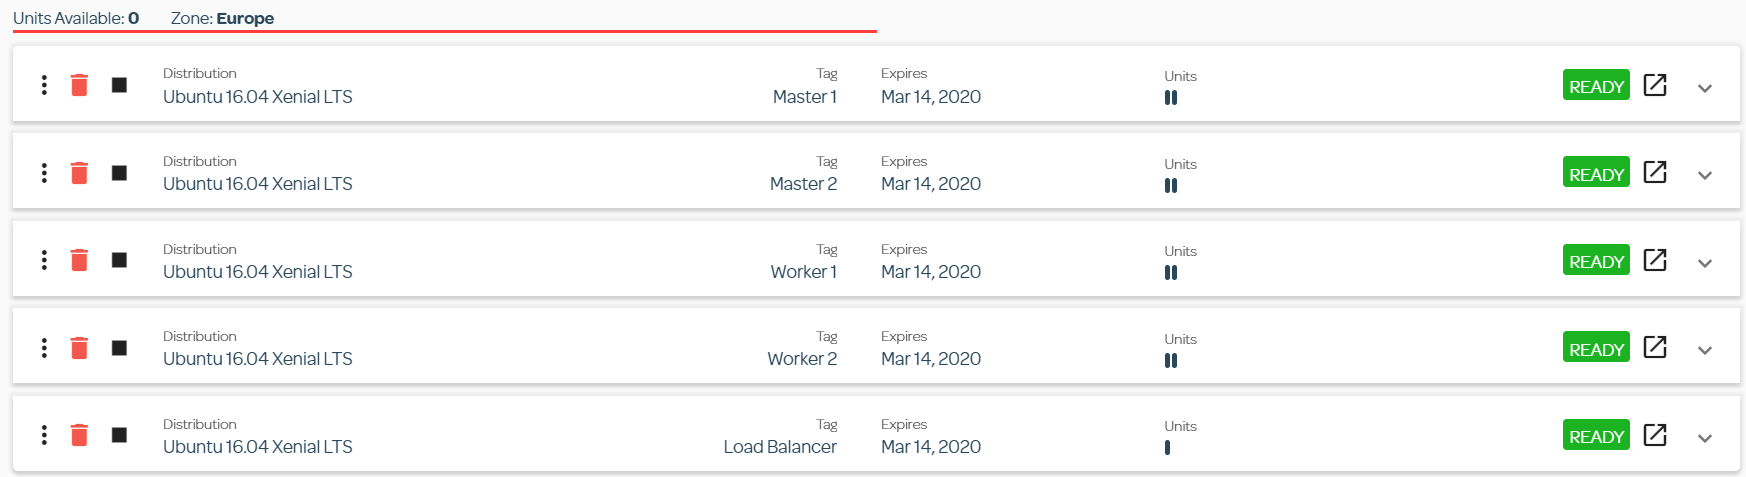 Units Available: 0 Zone: Europe
Distribution Tag Expires Units
Ubuntu 16.04 Xenial LTS Master 1 Mar 14, 2020 READY
Distribution Tag Expires Units
Ubuntu 16.04 Xenial LTS Master 2 Mar 14, 2020 READY
Distribution Tag Expires Units
Ubuntu 16.04 Xenial LTS Worker 1 Mar 14, 2020 READY
Distribution Tag Expires Units
Ubuntu 16.04 Xenial LTS Worker 2 Mar 14, 2020 READY
Distribution Tag Expires Units
Ubuntu 16.04 Xenial LTS Load Balancer Mar 14, 2020 READY